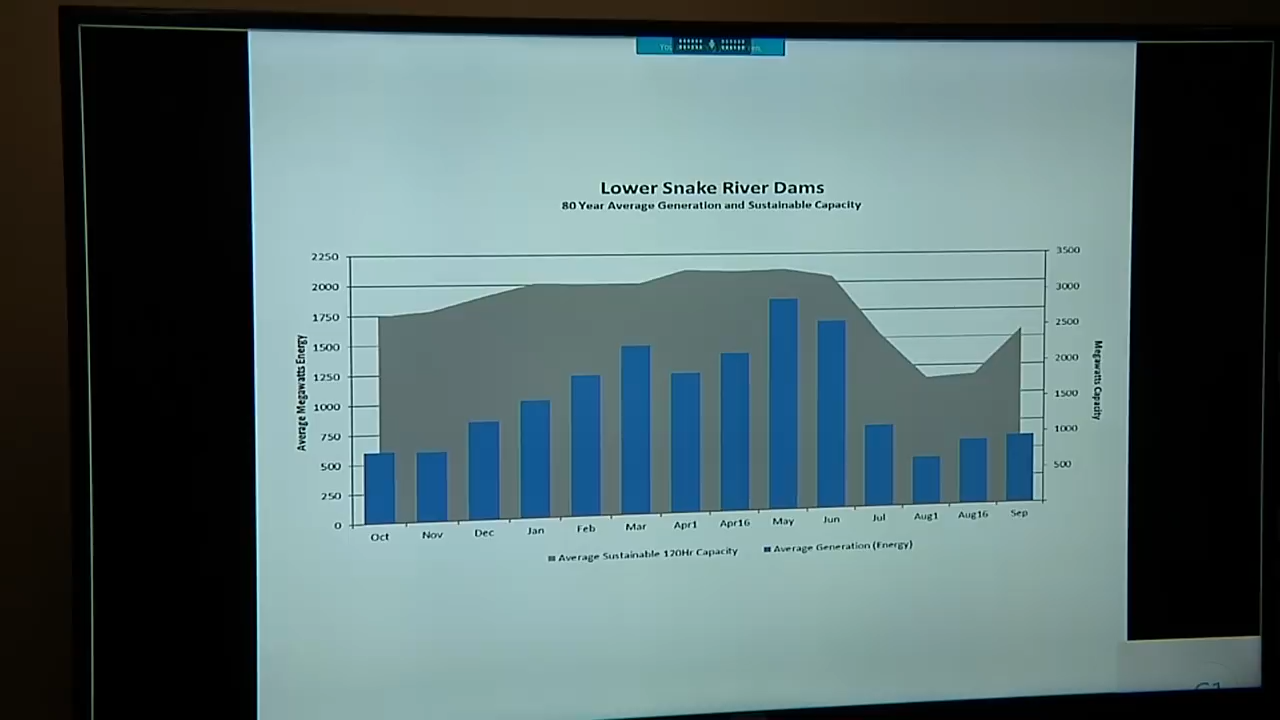 Lower Snake River Dams
80 Year Average Generation and Sustainable Capacity
Average Megawatts Energy
2250
2000
1750
1500
1250
1000
750
500
250
0
3500
3000
2500
2000
1500
1000
500
Megawatts Capacity
Oct Nov Dec Jan Feb Mar Apr1 Apr16 May Jun Jul Aug1 Aug16 Sep
Average Sustainable 120Hr Capacity Average Generation (Energy)